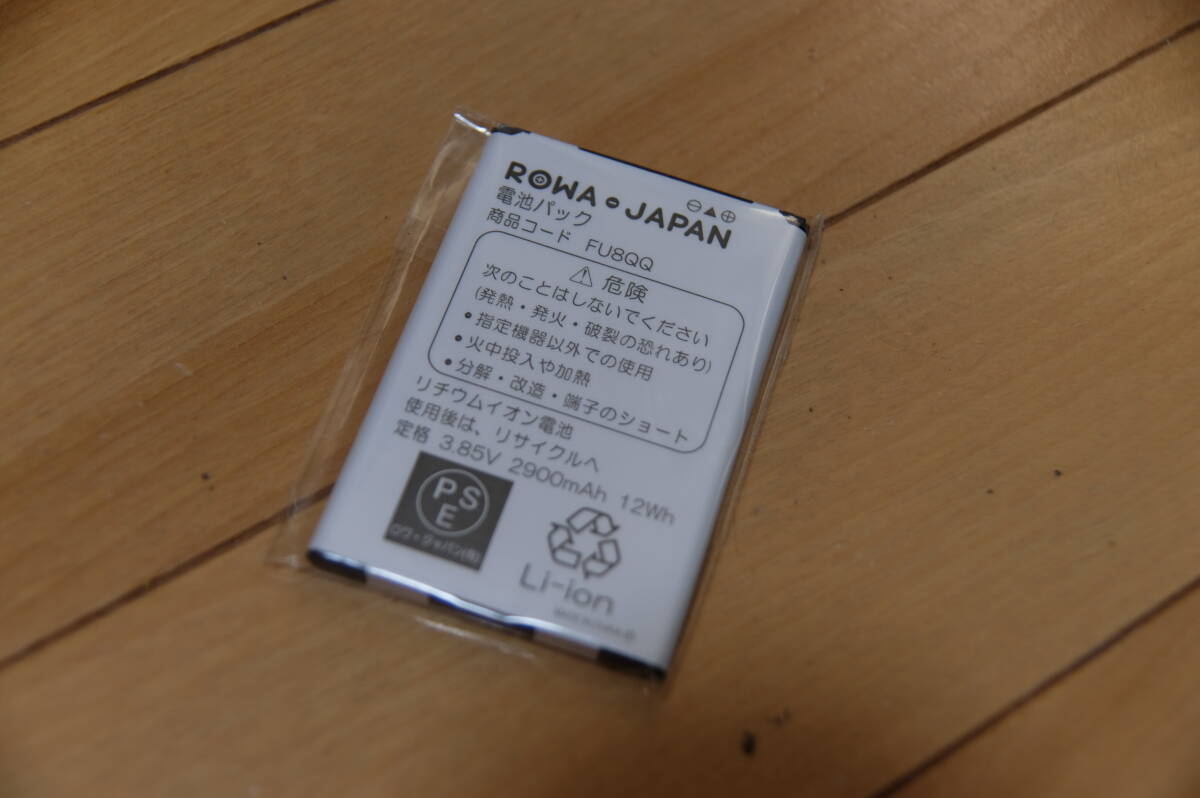 ROWA・JAPAN
電池パック
⊖▲⊕
商品コード FU8QQ
⚠ 危険
次のことはしないでください
(発熱・発火・破裂の恐れあり)
●指定機器以外での使用
●火中投入や加熱
●分解・改造・端子のショート
リチウムイオン電池
使用後は、リサイクルへ
定格 3.85V 2900mAh 12Wh
PSE
ロワ・ジャパン(有)
Li-ion